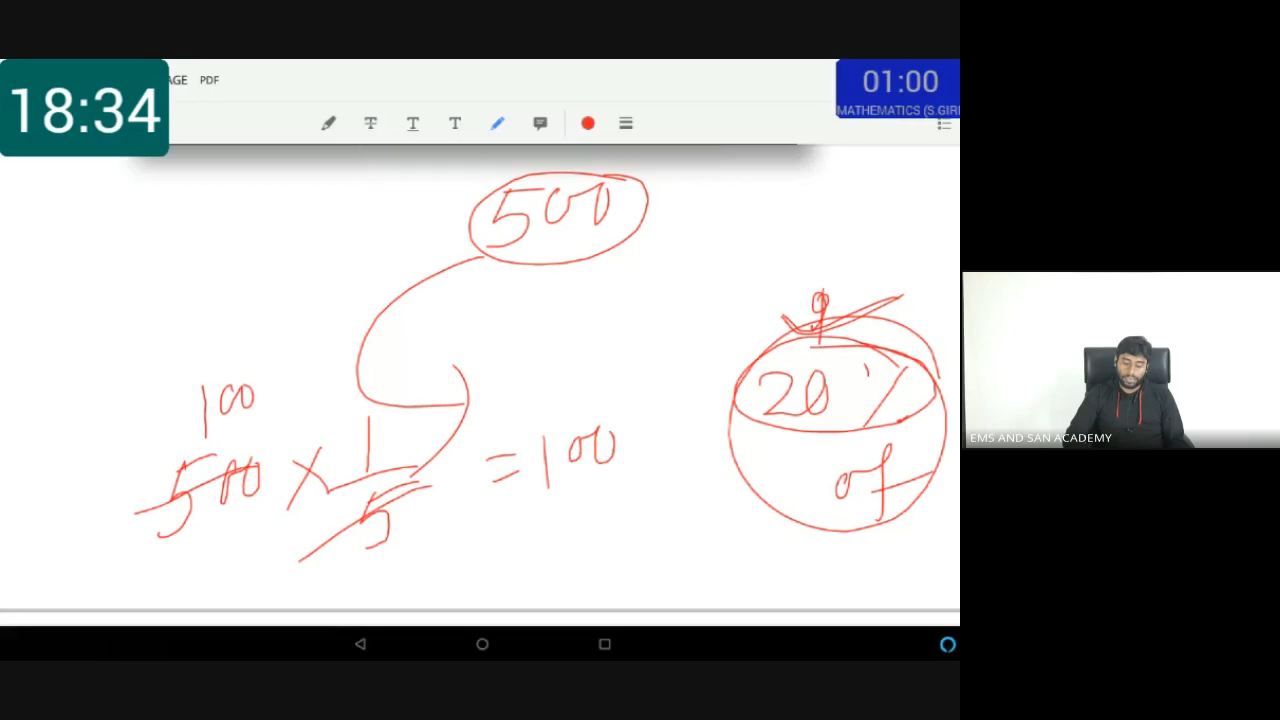 18:34
AGE PDF
01:00
MATHEMATICS (S.GIRI
500
100
500 × 1/5 = 100
20 %
of
EMS AND SAN ACADEMY